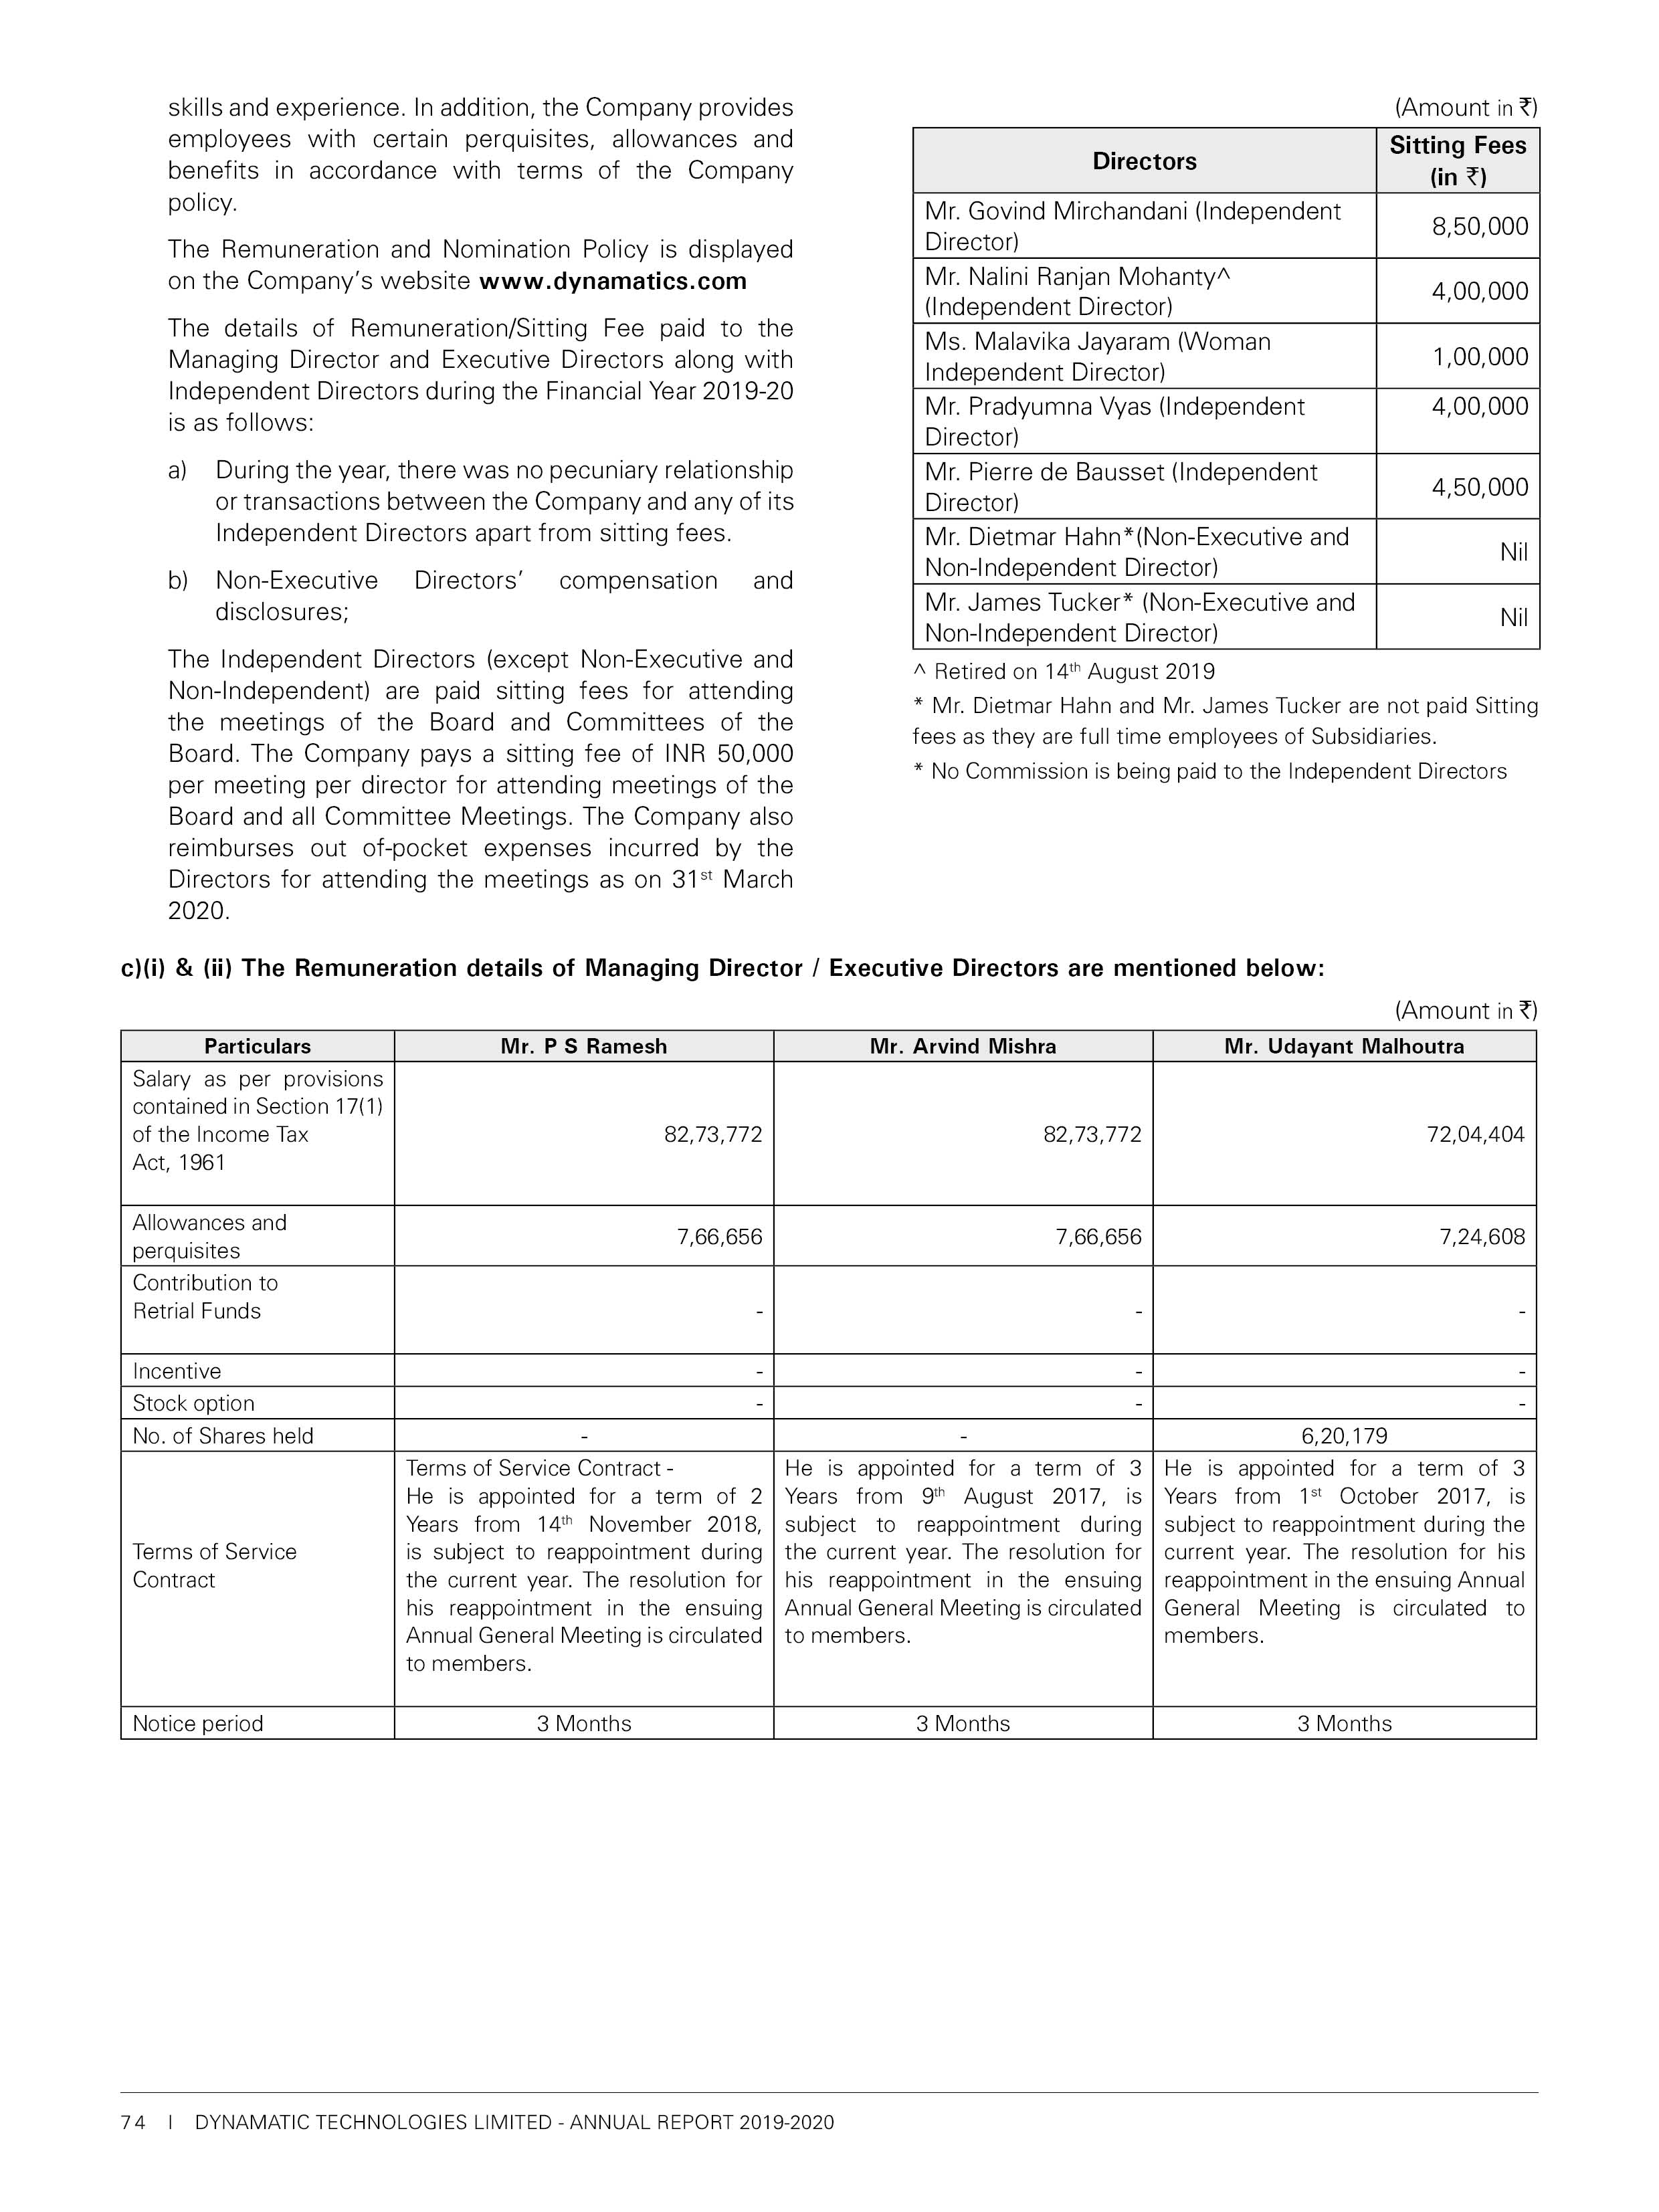 skills and experience. In addition, the Company provides
employees with certain perquisites, allowances and
benefits in accordance with terms of the Company
policy.
The Remuneration and Nomination Policy is displayed
on the Company's website www.dynamatics.com
The details of Remuneration/Sitting Fee paid to the
Managing Director and Executive Directors along with
Independent Directors during the Financial Year 2019-20
is as follows:
a) During the year, there was no pecuniary relationship
or transactions between the Company and any of its
Independent Directors apart from sitting fees.
b) Non-Executive Directors' compensation and
disclosures;
The Independent Directors (except Non-Executive and
Non-Independent) are paid sitting fees for attending
the meetings of the Board and Committees of the
Board. The Company pays a sitting fee of INR 50,000
per meeting per director for attending meetings of the
Board and all Committee Meetings. The Company also
reimburses out of-pocket expenses incurred by the
Directors for attending the meetings as on 31st March
2020.
(Amount in ₹)
Directors
Sitting Fees
(in ₹)
Mr. Govind Mirchandani (Independent
Director)
8,50,000
Mr. Nalini Ranjan Mohanty^
(Independent Director)
4,00,000
Ms. Malavika Jayaram (Woman
Independent Director)
1,00,000
Mr. Pradyumna Vyas (Independent
Director)
4,00,000
Mr. Pierre de Bausset (Independent
Director)
4,50,000
Mr. Dietmar Hahn*(Non-Executive and
Non-Independent Director)
Nil
Mr. James Tucker* (Non-Executive and
Non-Independent Director)
Nil
^ Retired on 14th August 2019
* Mr. Dietmar Hahn and Mr. James Tucker are not paid Sitting
fees as they are full time employees of Subsidiaries.
* No Commission is being paid to the Independent Directors
c)(i) & (ii) The Remuneration details of Managing Director / Executive Directors are mentioned below:
(Amount in ₹)
Particulars Mr. P S Ramesh Mr. Arvind Mishra Mr. Udayant Malhoutra
Salary as per provisions
contained in Section 17(1)
of the Income Tax
Act, 1961
82,73,772 82,73,772 72,04,404
Allowances and
perquisites
7,66,656 7,66,656 7,24,608
Contribution to
Retrial Funds
- - -
Incentive - - -
Stock option - - -
No. of Shares held - - 6,20,179
Terms of Service
Contract
Terms of Service Contract -
He is appointed for a term of 2
Years from 14th November 2018,
is subject to reappointment during
the current year. The resolution for
his reappointment in the ensuing
Annual General Meeting is circulated
to members.
He is appointed for a term of 3
Years from 9th August 2017, is
subject to reappointment during
the current year. The resolution for
his reappointment in the ensuing
Annual General Meeting is circulated
to members.
He is appointed for a term of 3
Years from 1st October 2017, is
subject to reappointment during the
current year. The resolution for his
reappointment in the ensuing Annual
General Meeting is circulated to
members.
Notice period 3 Months 3 Months 3 Months
74 I DYNAMATIC TECHNOLOGIES LIMITED - ANNUAL REPORT 2019-2020